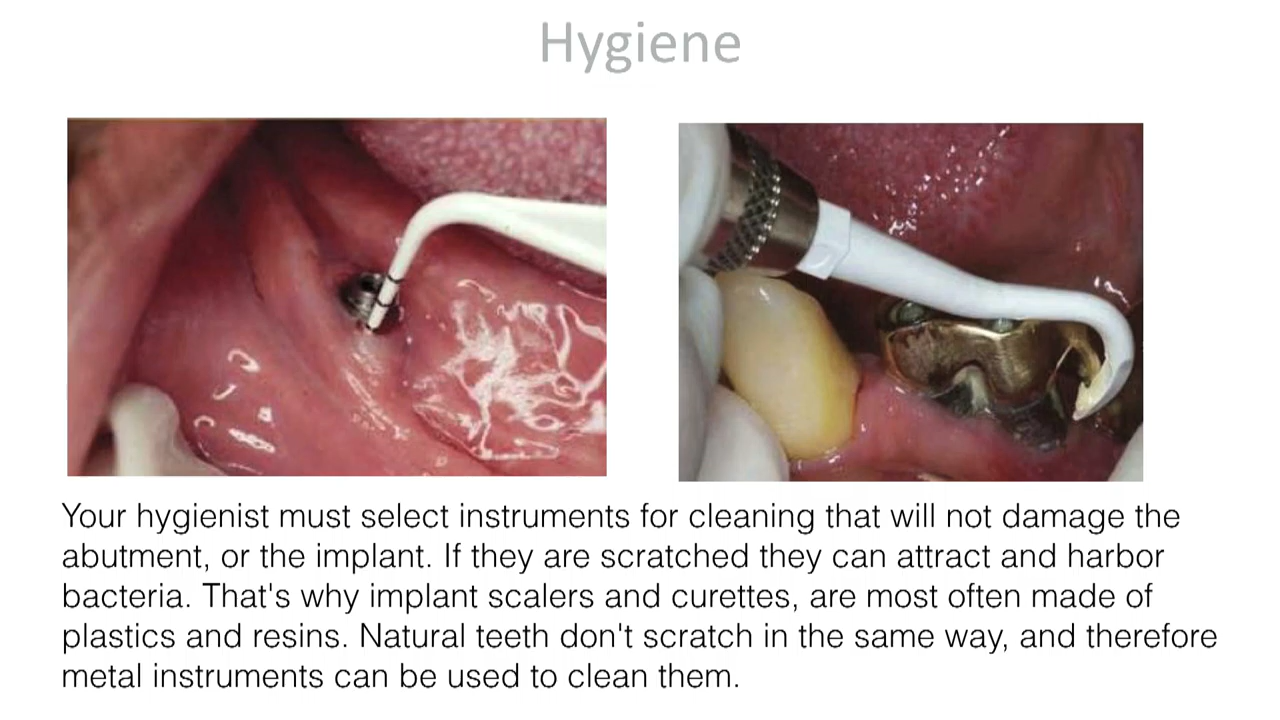 Hygiene
Your hygienist must select instruments for cleaning that will not damage the
abutment, or the implant. If they are scratched they can attract and harbor
bacteria. That's why implant scalers and curettes, are most often made of
plastics and resins. Natural teeth don't scratch in the same way, and therefore
metal instruments can be used to clean them.